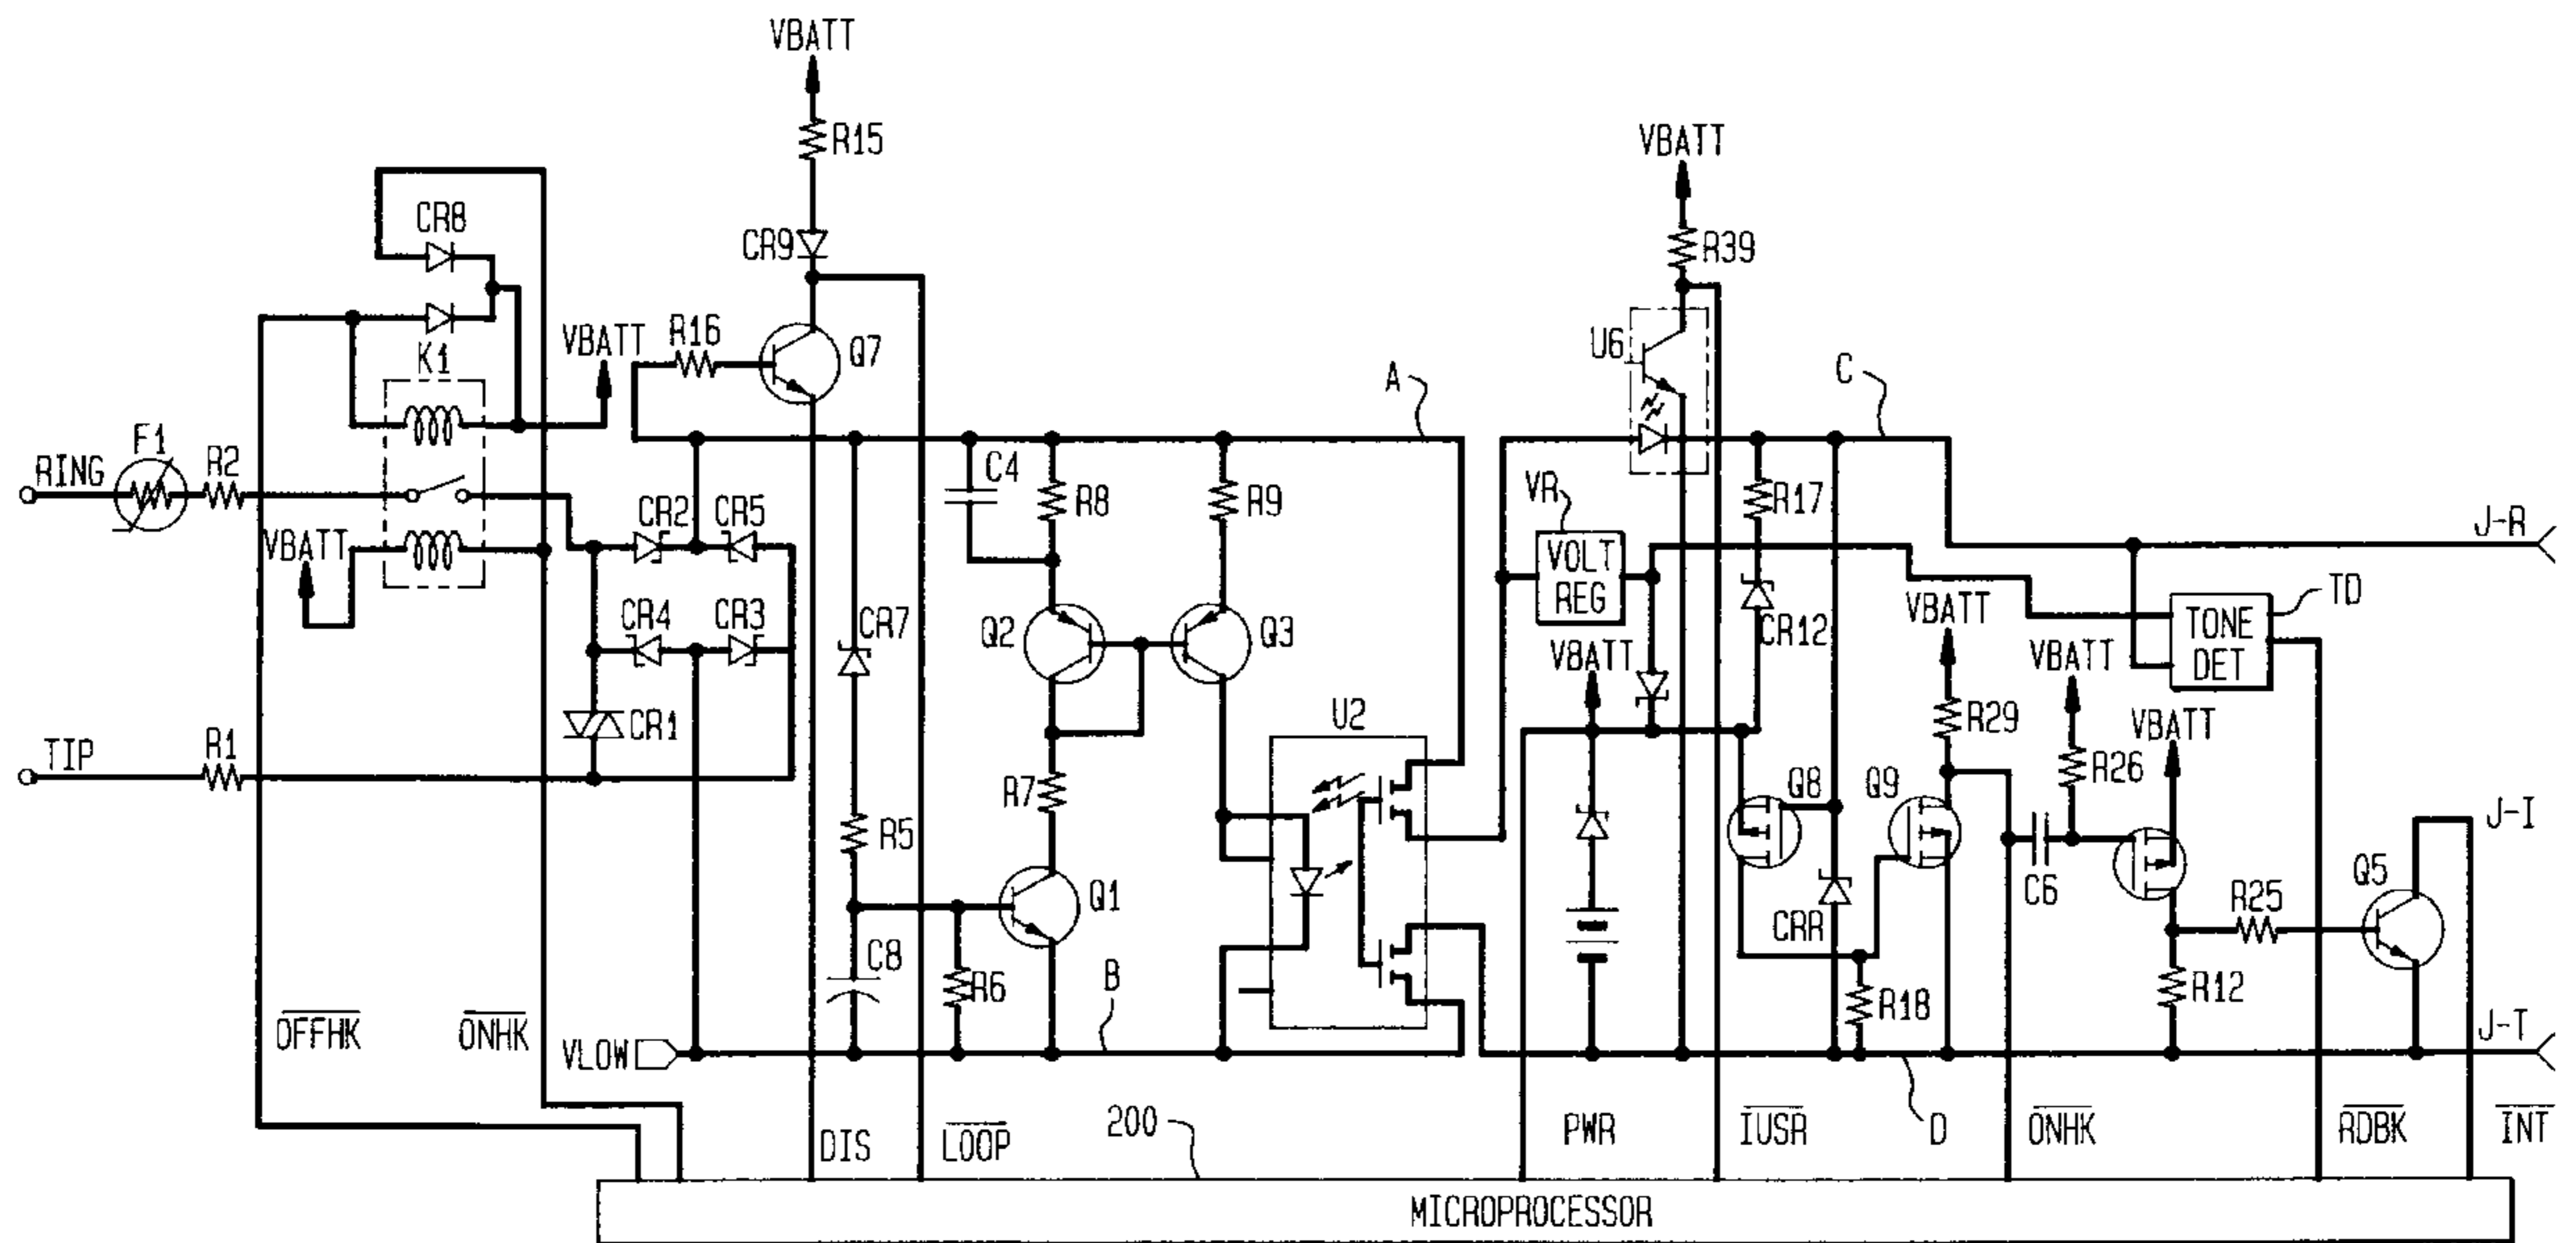 VBATT
R15
VBATT
CR8
CR9
R39
K1
VBATT
R16
Q7
U6
A
C
RING
F1
R2
VBATT
CR2
CR5
C4
R8
R9
VR
VOLT
REG
R17
J-R
CR4
CR3
CR7
Q2
Q3
VBATT
CR12
VBATT
VBATT
TONE
DET
TD
TIP
R1
CR1
U2
R29
R26
VBATT
R7
R5
Q8
Q9
J-I
Q1
C6
Q5
R25
C8
R6
CRR
R18
R12
B
J-T
OFFHK
ONHK
VLOW
DIS
LOOP
200
PWR
IUSR
D
ONHK
RDBK
INT
MICROPROCESSOR